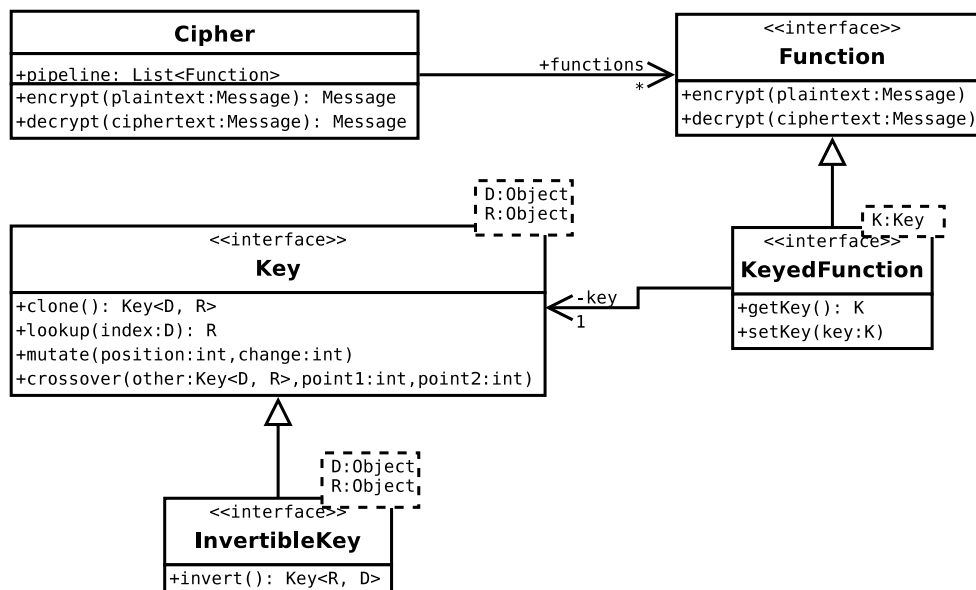 Cipher
+pipeline: List<Function>
+encrypt(plaintext:Message): Message
+decrypt(ciphertext:Message): Message
+functions
*
<<interface>>
Function
+encrypt(plaintext:Message)
+decrypt(ciphertext:Message)
D:Object
R:Object
<<interface>>
Key
+clone(): Key<D, R>
+lookup(index:D): R
+mutate(position:int,change:int)
+crossover(other:Key<D, R>,point1:int,point2:int)
-key
1
K:Key
<<interface>>
KeyedFunction
+getKey(): K
+setKey(key:K)
D:Object
R:Object
<<interface>>
InvertibleKey
+invert(): Key<R, D>